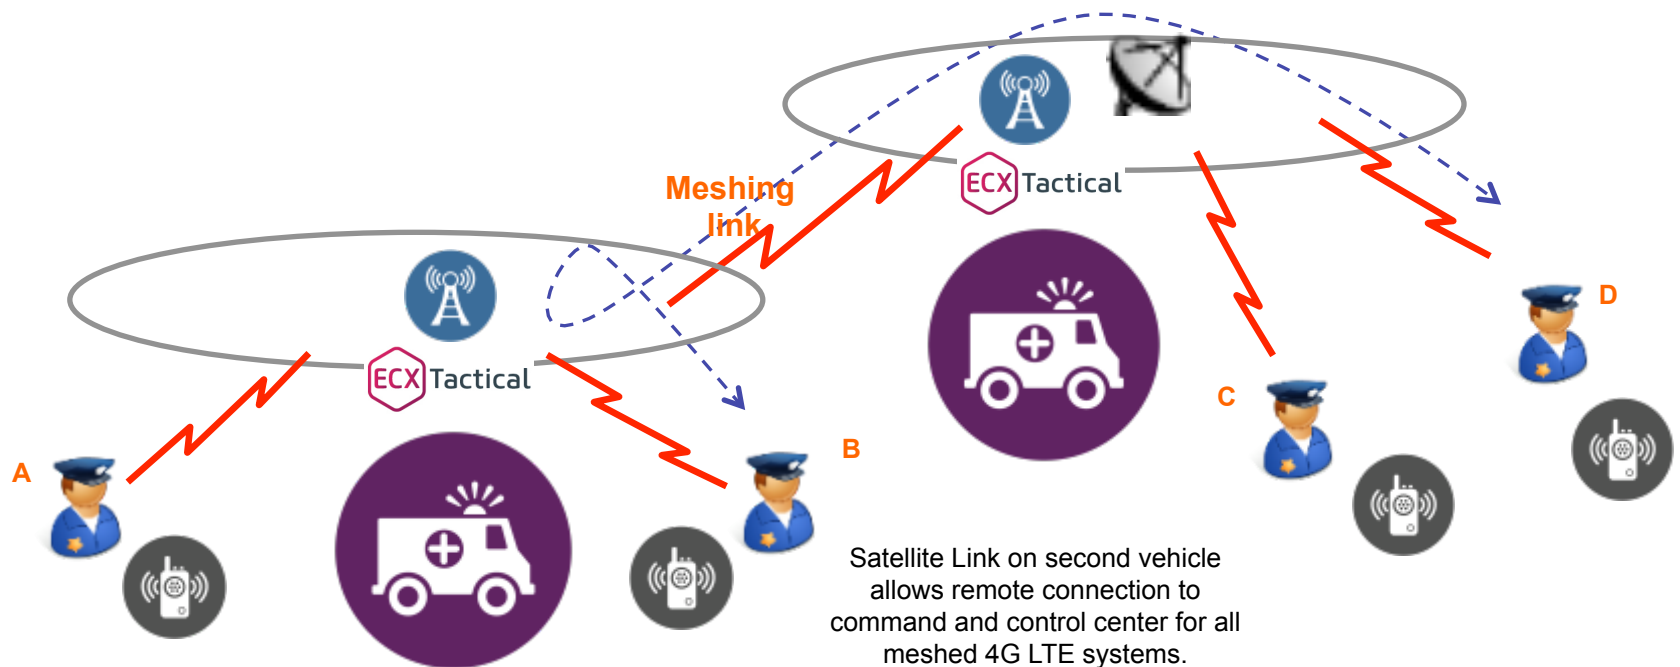 Meshing
link
ECX Tactical
ECX Tactical
A
B
C
D
Satellite Link on second vehicle
allows remote connection to
command and control center for all
meshed 4G LTE systems.